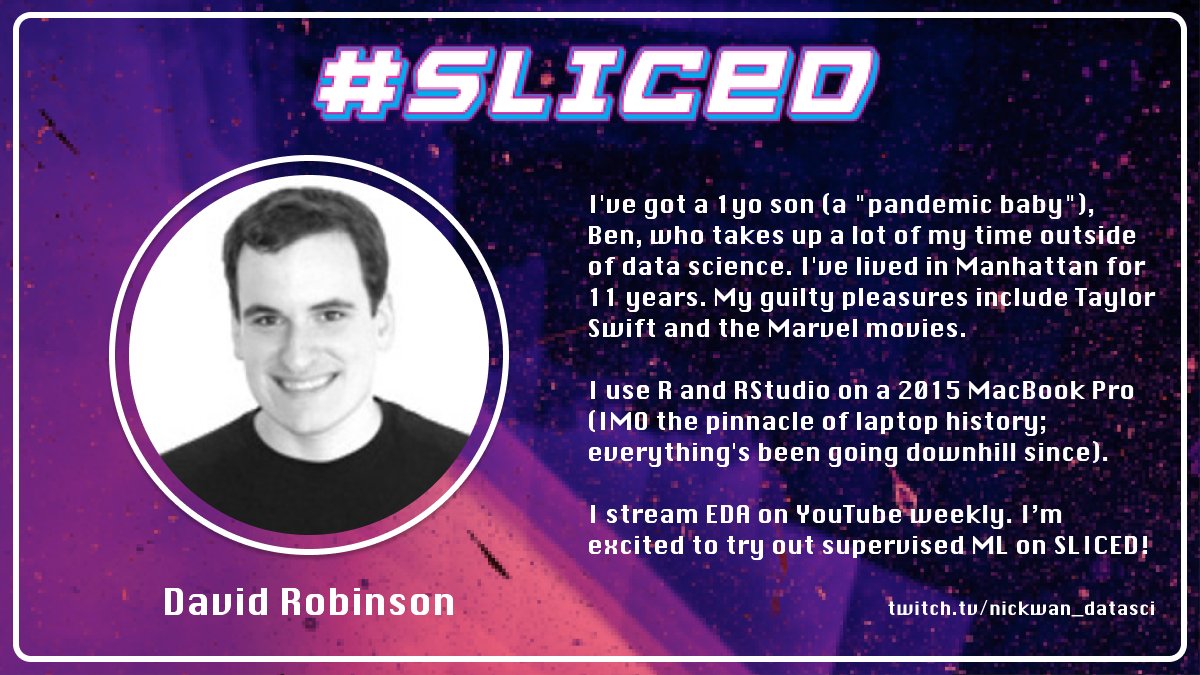 #SLICED
I've got a 1yo son (a "pandemic baby"),
Ben, who takes up a lot of my time outside
of data science. I've lived in Manhattan for
11 years. My guilty pleasures include Taylor
Swift and the Marvel movies.
I use R and RStudio on a 2015 MacBook Pro
(IMO the pinnacle of laptop history;
everything's been going downhill since).
I stream EDA on YouTube weekly. I’m
excited to try out supervised ML on SLICED!
David Robinson
twitch.tv/nickwan_datasci